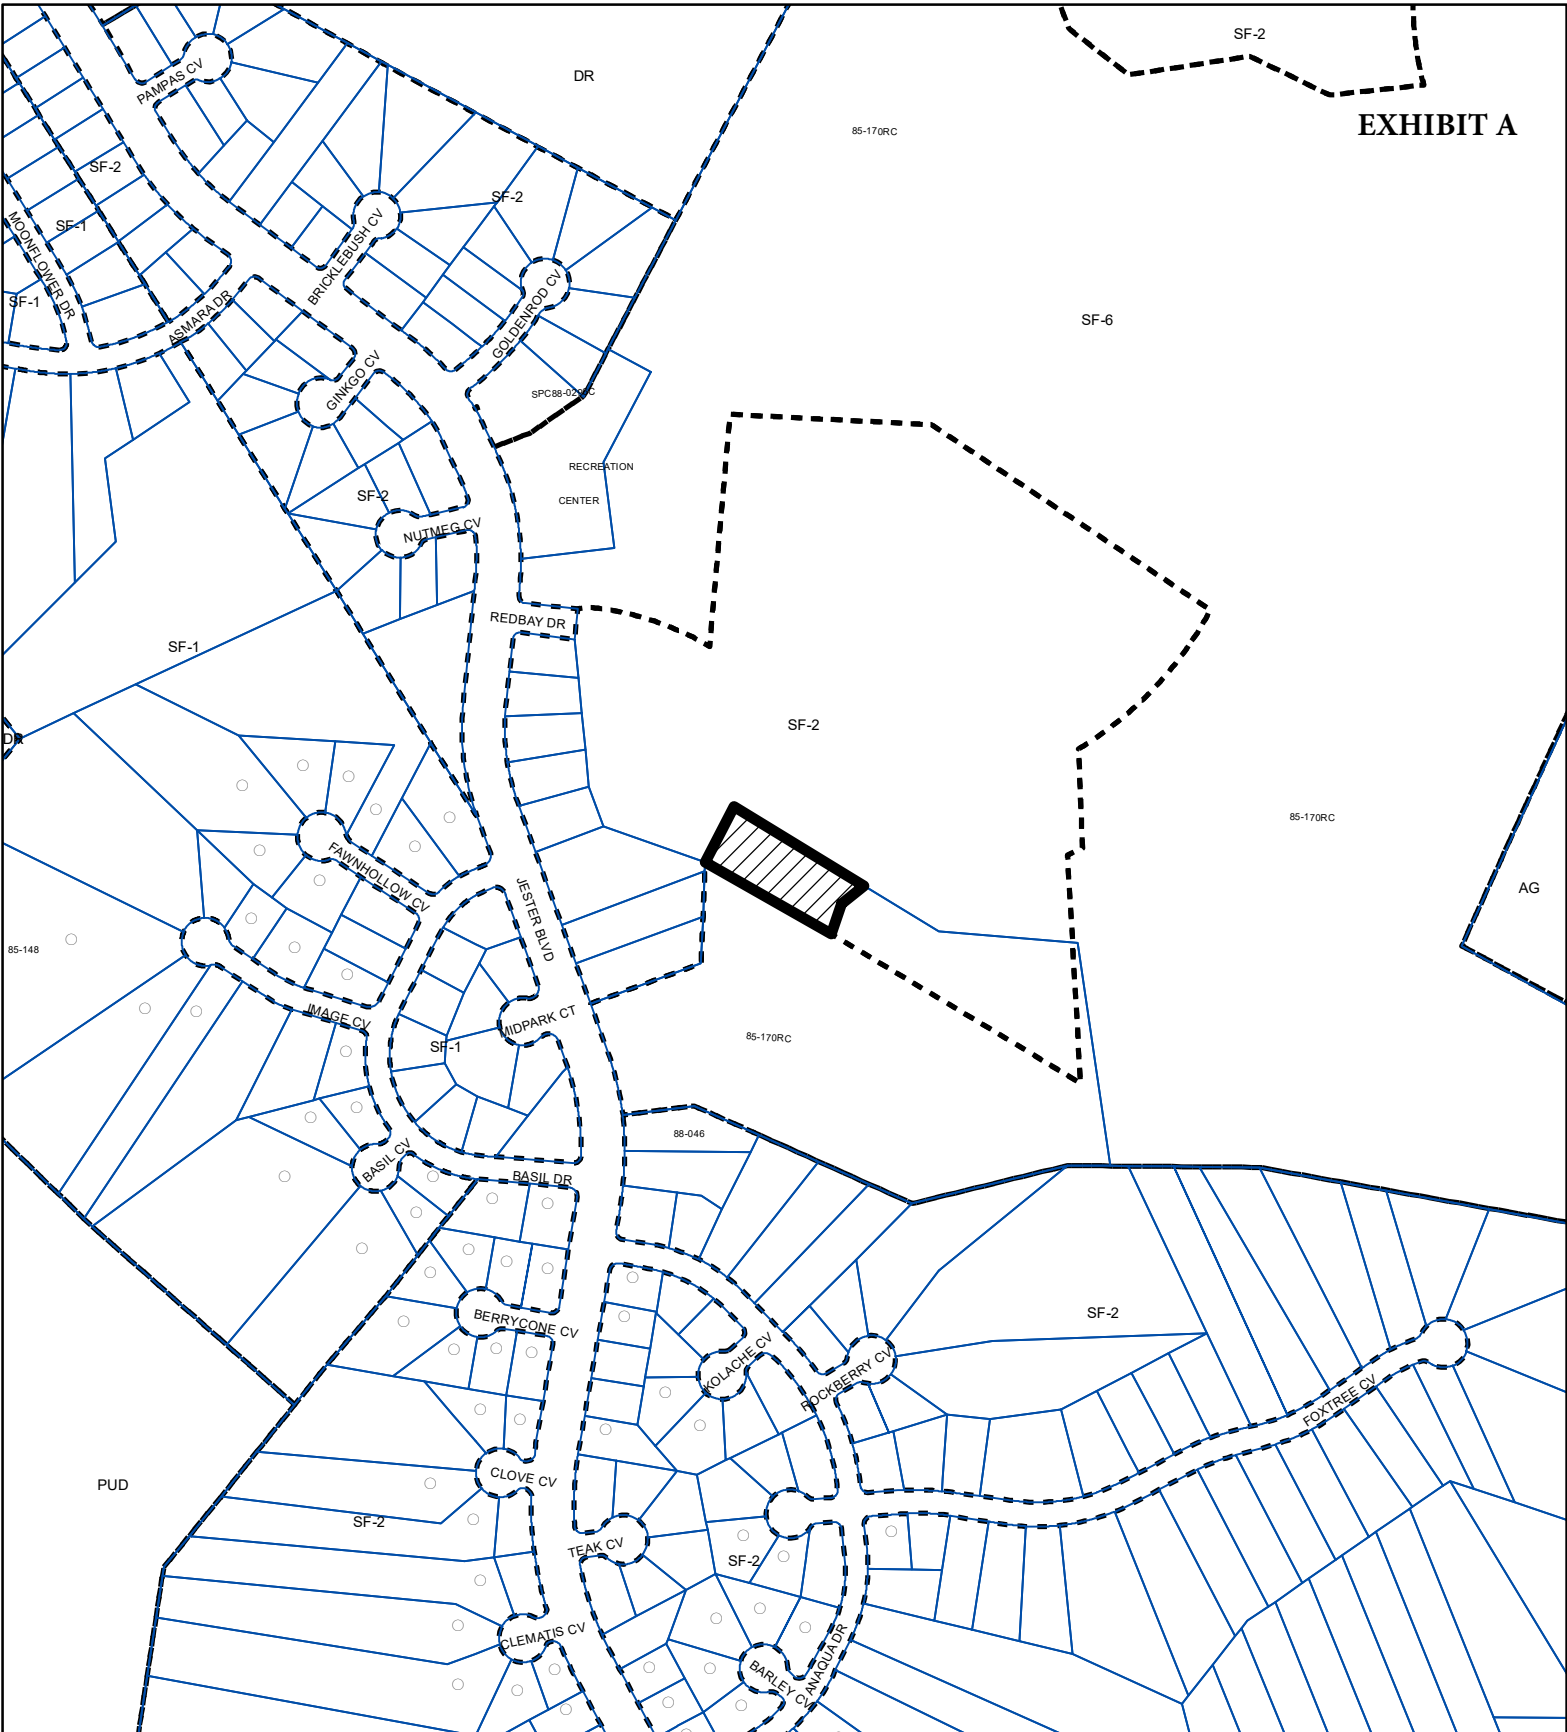 SF-2
DR
EXHIBIT A
85-170RC
PAMPAS CV
SF-2
SF-2
SF-1
MOONFLOWER DR
BRICKLEBUSH CV
SF-1
ASMARA DR
GOLDENROD CV
SF-6
GINKGO CV
RECREATION
CENTER
SF-2
NUTMEG CV
REDBAY DR
SF-1
SF-2
DR
85-170RC
FAWNHOLLOW CV
JESTER BLVD
AG
85-148
IMAGE CV
MIDPARK CT
SF-1
85-170RC
88-046
BASIL CV
BASIL DR
SF-2
BERRYCONE CV
KOLACHE CV
ROCKBERRY CV
FOXTREE CV
PUD
CLOVE CV
SF-2
TEAK CV
SF-2
CLEMATIS CV
BARLEY CV
ANAQUA DR